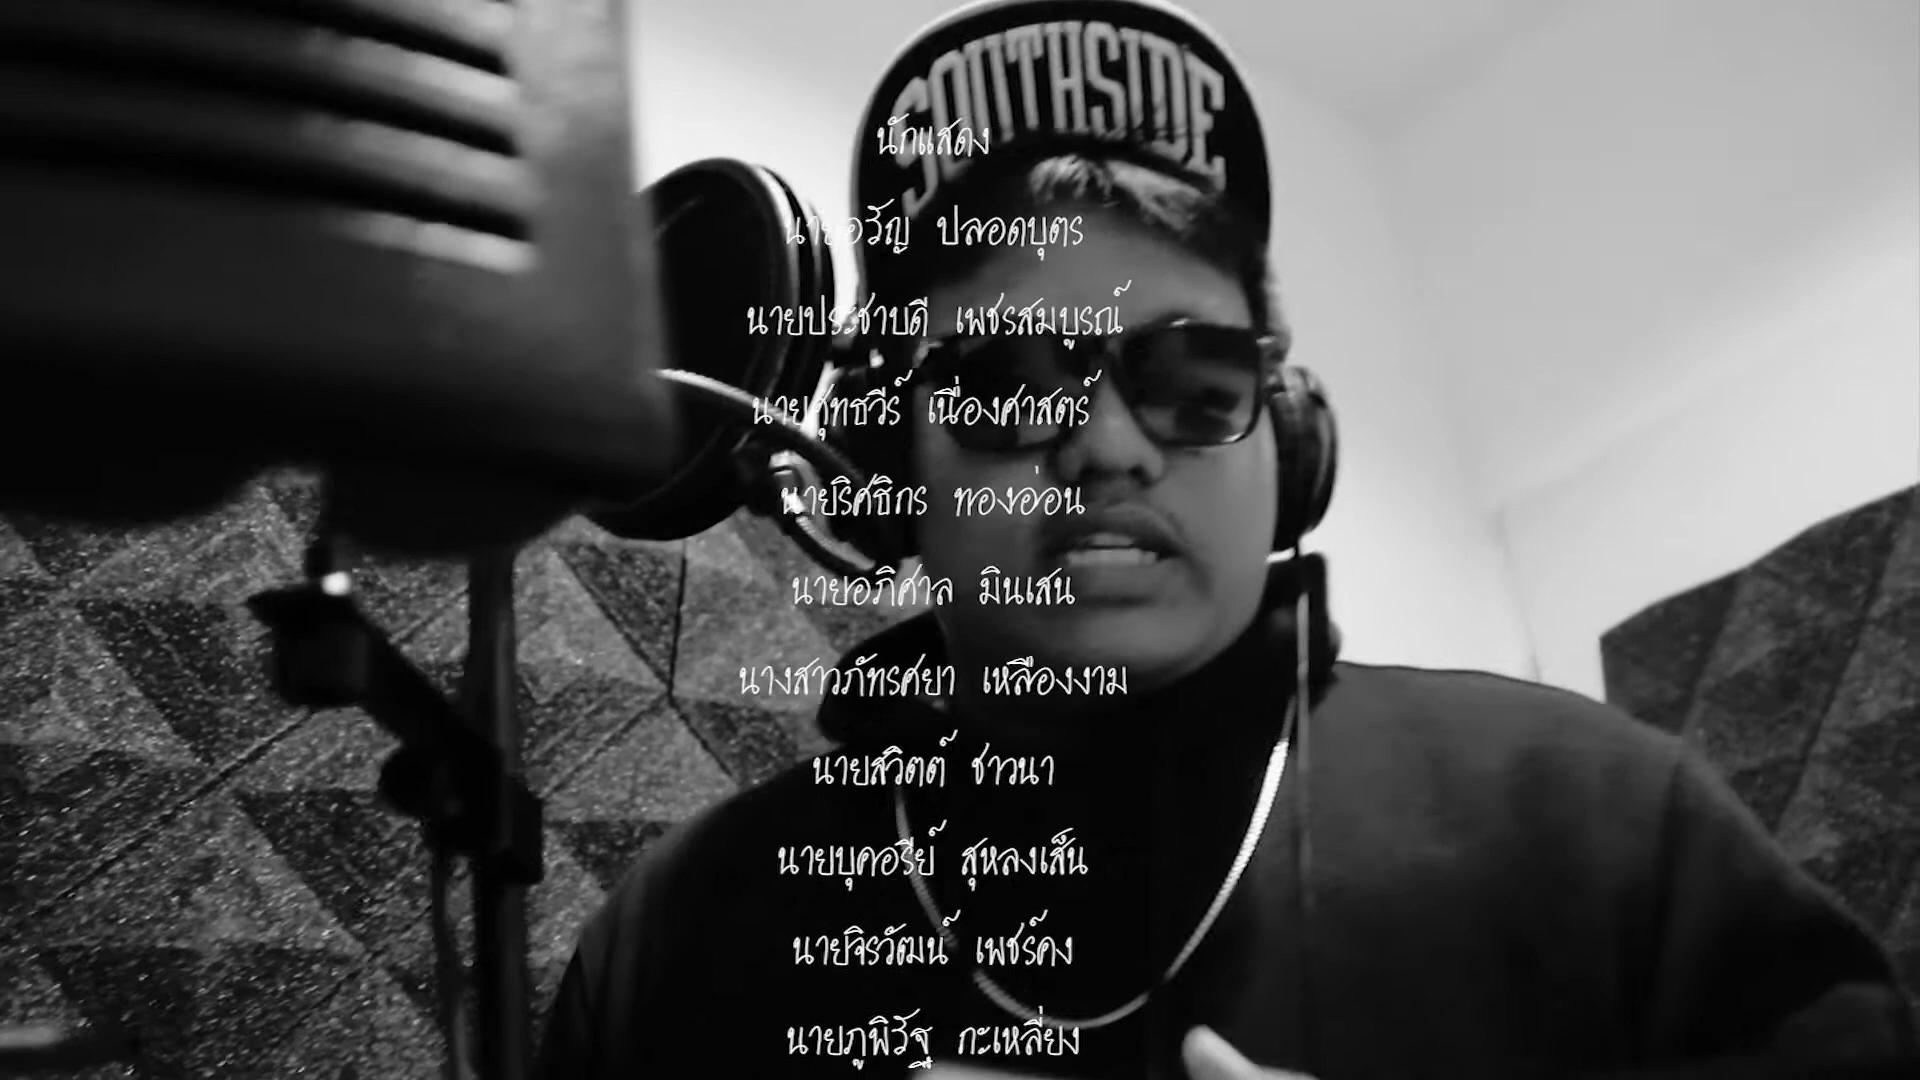 SOUTHSIDE
นักแสดง
นายอรัญ ปลอดบุตร
นายประชาบดี เพชรสมบูรณ์
นายศุทธวีร์ เนื่องศาสตร์
นายริศธิกร ทองอ่อน
นายอภิศาล มินเสน
นางสาวภัทรศยา เหลืองงาม
นายสวิตต์ ชาวนา
นายบุคอรีย์ สุหลงเส็น
นายจิรวัฒน์ เพชร์คง
นายภูพิรัฐ กะเหลี่ยง